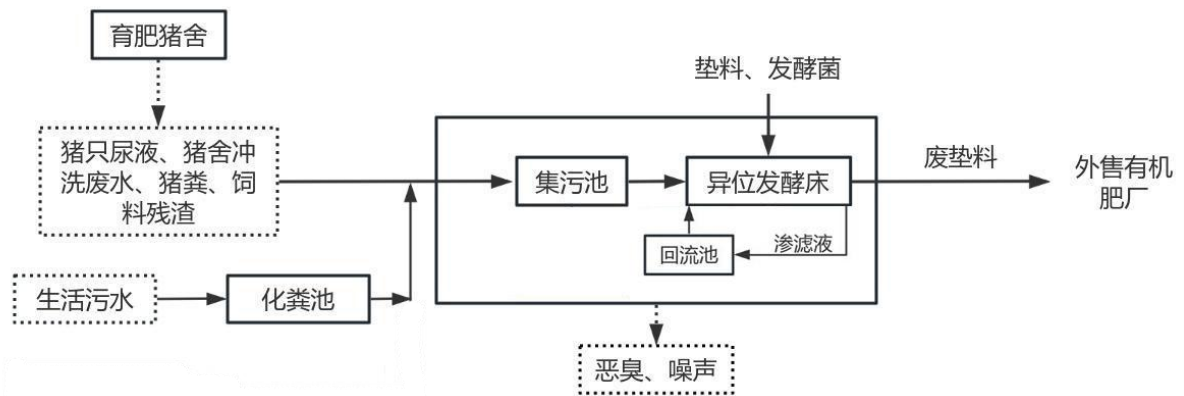 育肥猪舍
垫料、发酵菌
猪只尿液、猪舍冲
洗废水、猪粪、饲
料残渣
集污池
异位发酵床
废垫料
外售有机
肥厂
回流池
渗滤液
生活污水
化粪池
恶臭、噪声